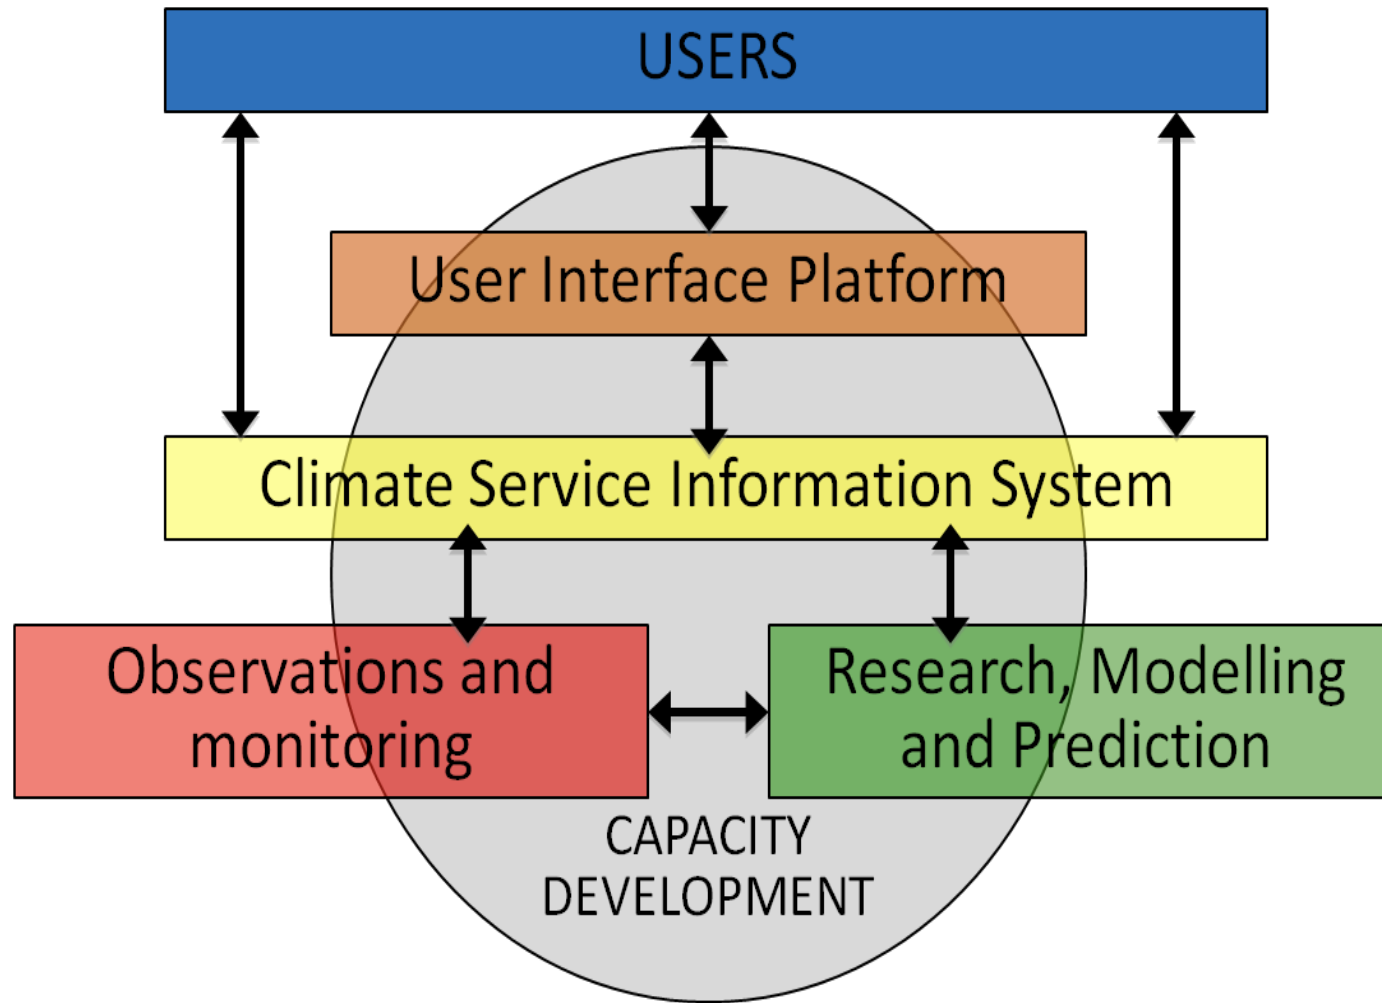 USERS
User Interface Platform
Climate Service Information System
Observations and
monitoring
Research, Modelling
and Prediction
CAPACITY
DEVELOPMENT